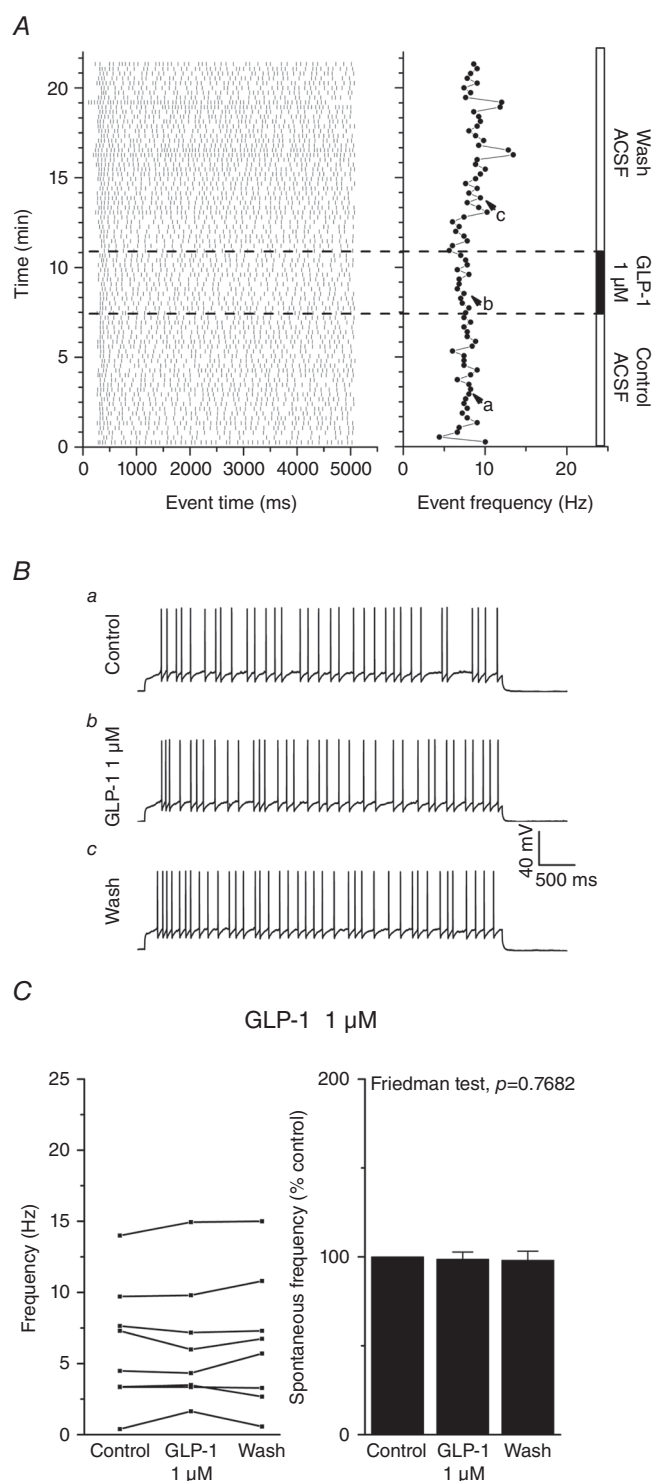 A
Time (min)
20
15
10
5
0
0 1000 2000 3000 4000 5000
Event time (ms)
c
b
a
0 10 20
Event frequency (Hz)
Wash
ACSF
GLP-1
1 µM
Control
ACSF
B
a
Control
b
GLP-1 1 µM
c
Wash
40 mV
500 ms
C
GLP-1 1 µM
Frequency (Hz)
25
20
15
10
5
0
Control GLP-1 Wash
1 µM
Spontaneous frequency (% control)
200
100
0
Friedman test, p=0.7682
Control GLP-1 Wash
1 µM